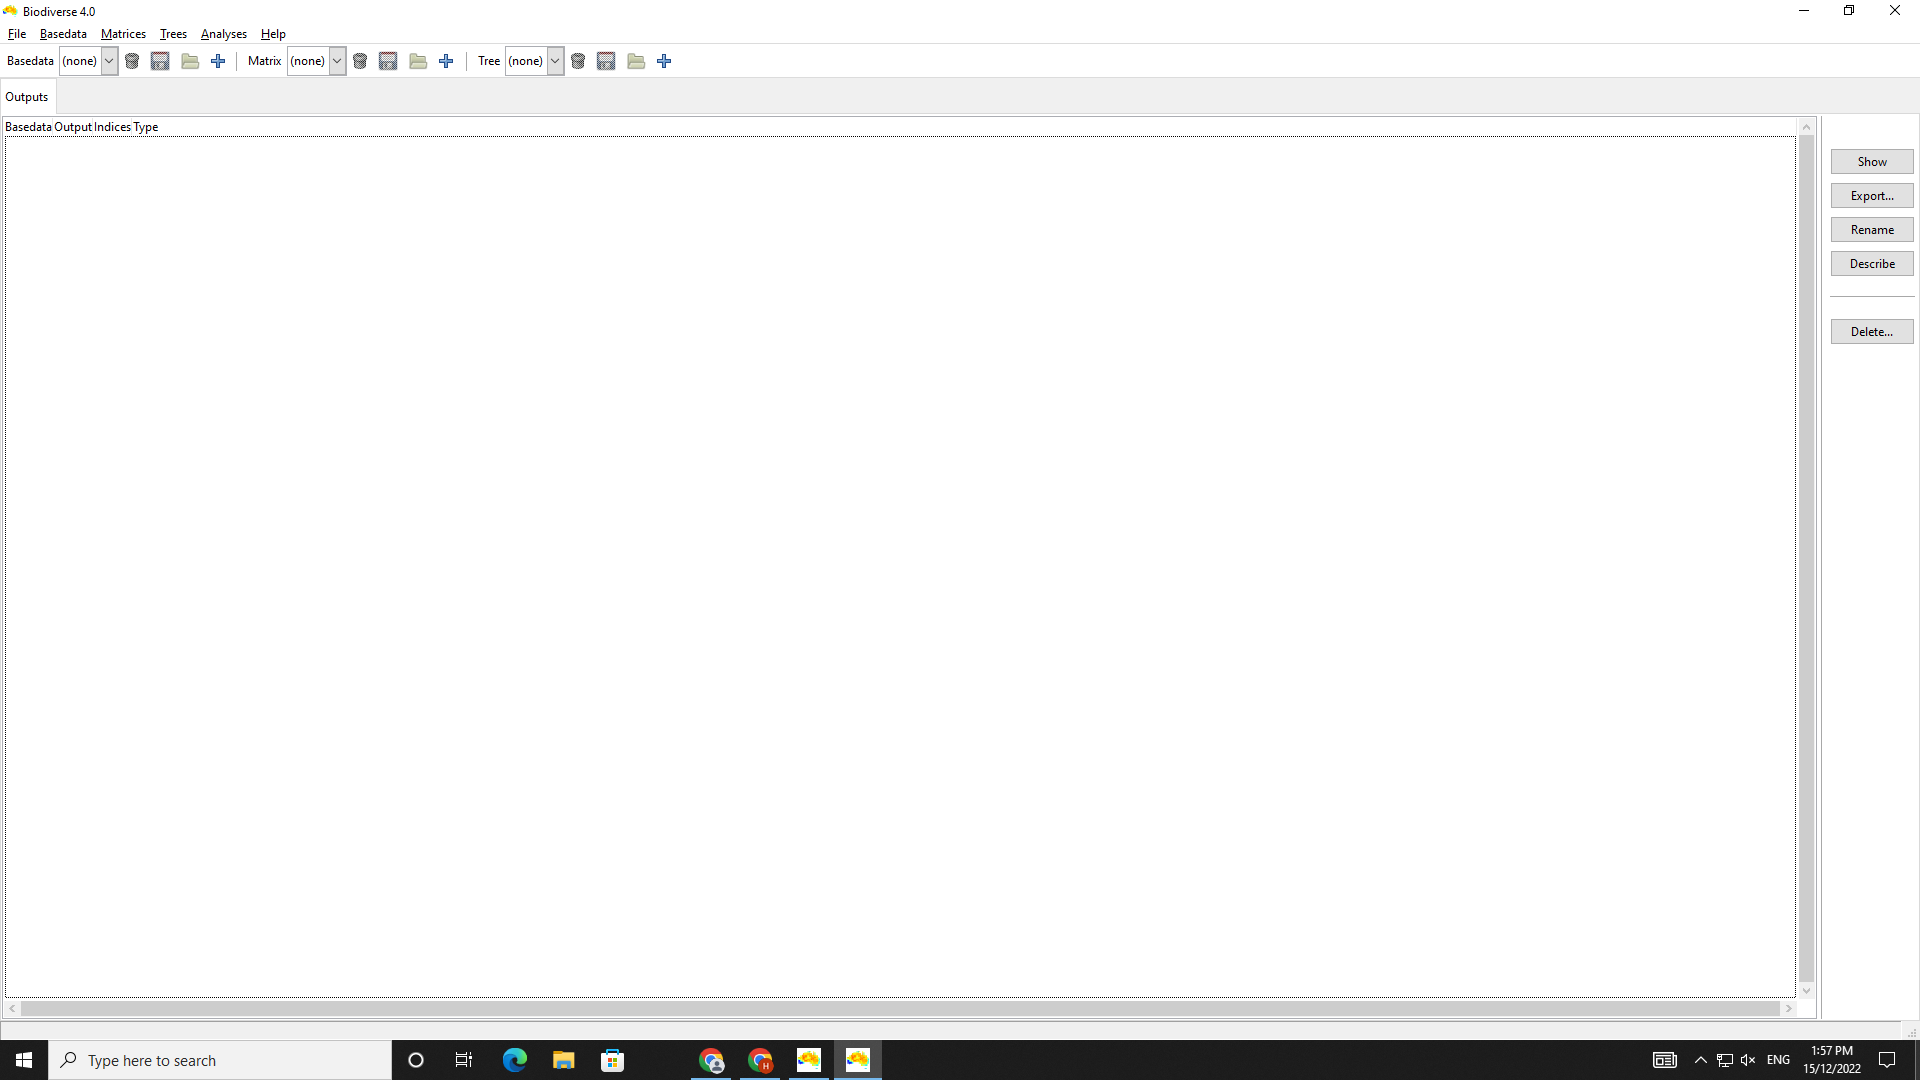 Biodiverse 4.0
File Basedata Matrices Trees Analyses Help
Basedata (none) Matrix (none) Tree (none)
Outputs
Basedata Output Indices Type
Show
Export...
Rename
Describe
Delete...
Type here to search
H
ENG
1:57 PM
15/12/2022